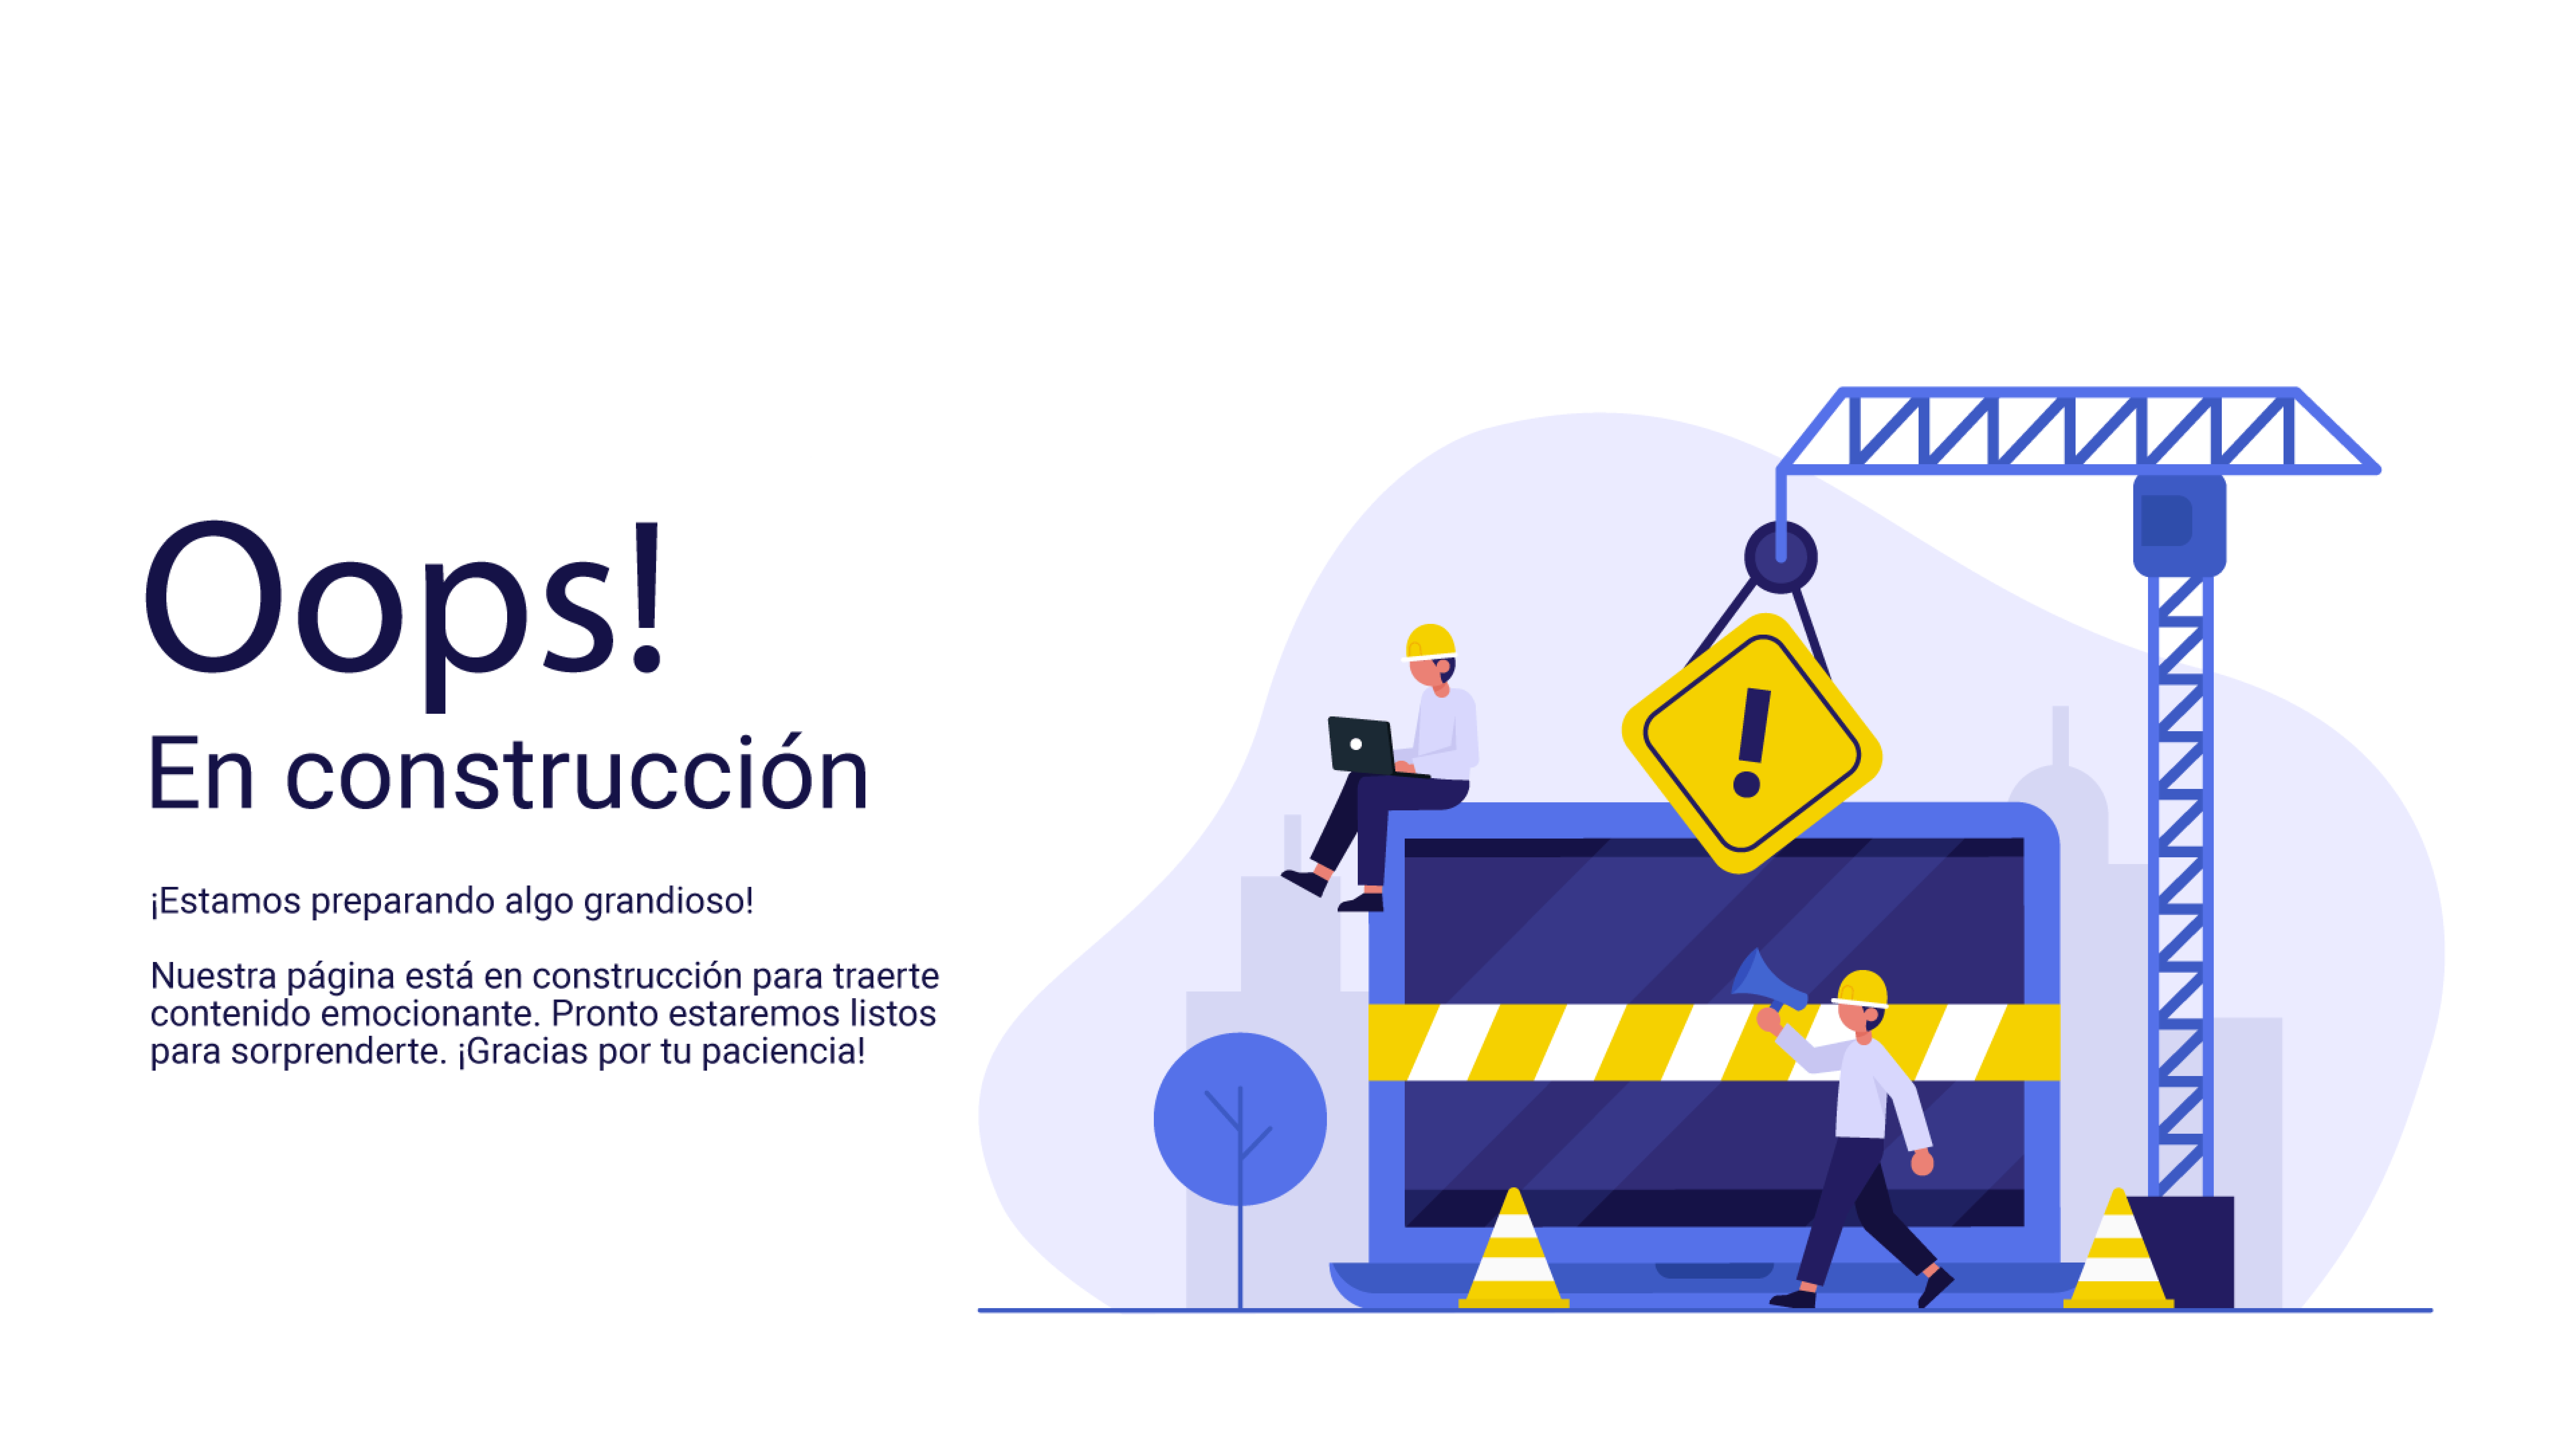 Oops!
En construcción
¡Estamos preparando algo grandioso!
Nuestra página está en construcción para traerte
contenido emocionante. Pronto estaremos listos
para sorprenderte. ¡Gracias por tu paciencia!
!